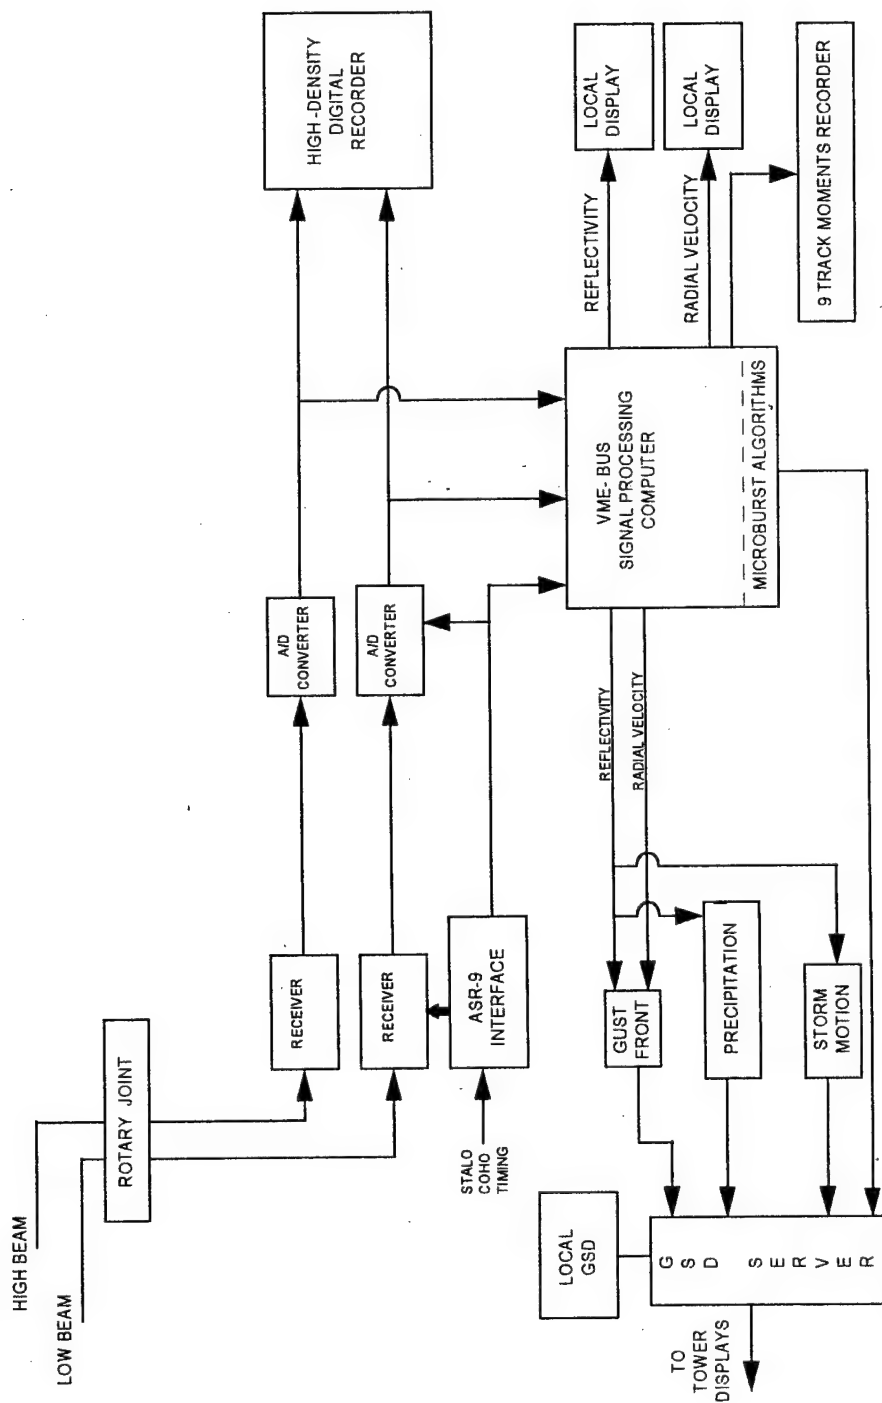 HIGH BEAM
LOW BEAM
ROTARY JOINT
RECEIVER
A/D
CONVERTER
HIGH-DENSITY
DIGITAL
RECORDER
RECEIVER
A/D
CONVERTER
STALO
COHO
TIMING
ASR-9
INTERFACE
LOCAL
GSD
GUST
FRONT
REFLECTIVITY
RADIAL VELOCITY
VME-BUS
SIGNAL PROCESSING
COMPUTER
MICROBURST ALGORITHMS
REFLECTIVITY
LOCAL
DISPLAY
RADIAL VELOCITY
LOCAL
DISPLAY
TO
TOWER
DISPLAYS
GSD SERVER
PRECIPITATION
STORM
MOTION
9 TRACK MOMENTS RECORDER